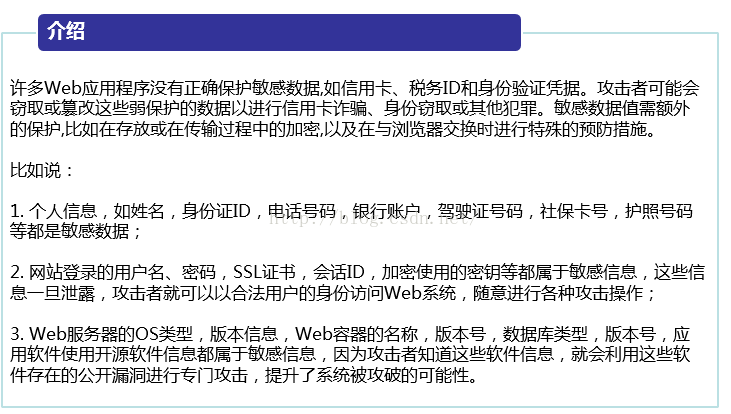 介绍
许多Web应用程序没有正确保护敏感数据,如信用卡、税务ID和身份验证凭据。攻击者可能会
窃取或篡改这些弱保护的数据以进行信用卡诈骗、身份窃取或其他犯罪。敏感数据值需额外
的保护,比如在存放或在传输过程中的加密,以及在与浏览器交换时进行特殊的预防措施。
比如说：
1. 个人信息，如姓名，身份证ID，电话号码，银行账户，驾驶证号码，社保卡号，护照号码
等都是敏感数据；
http://blog.csdn.net/
2. 网站登录的用户名、密码，SSL证书，会话ID，加密使用的密钥等都属于敏感信息，这些信
息一旦泄露，攻击者就可以以合法用户的身份访问Web系统，随意进行各种攻击操作；
3. Web服务器的OS类型，版本信息，Web容器的名称，版本号，数据库类型，版本号，应
用软件使用开源软件信息都属于敏感信息，因为攻击者知道这些软件信息，就会利用这些软
件存在的公开漏洞进行专门攻击，提升了系统被攻破的可能性。